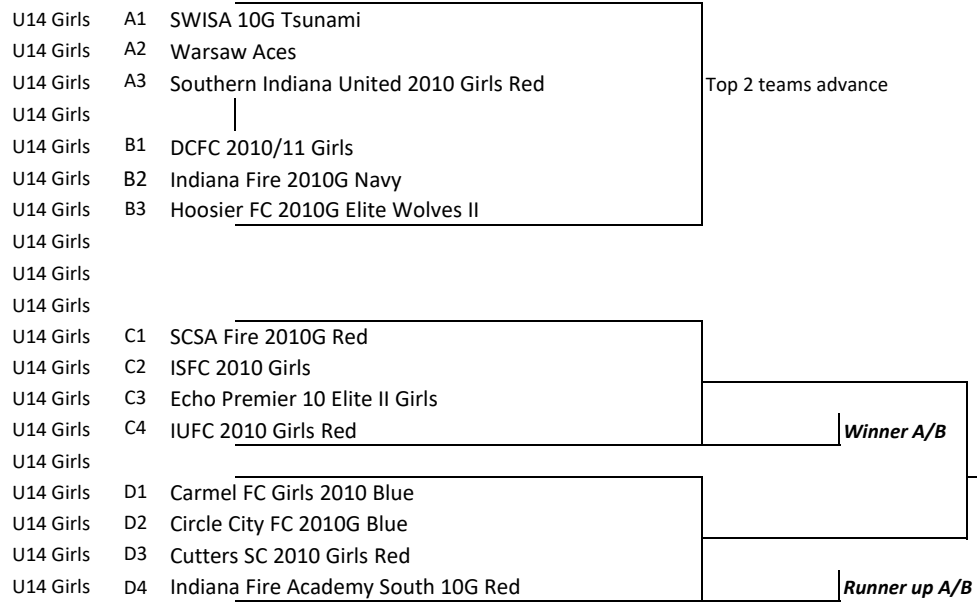 U14 Girls A1 SWISA 10G Tsunami
U14 Girls A2 Warsaw Aces
U14 Girls A3 Southern Indiana United 2010 Girls Red Top 2 teams advance
U14 Girls
U14 Girls B1 DCFC 2010/11 Girls
U14 Girls B2 Indiana Fire 2010G Navy
U14 Girls B3 Hoosier FC 2010G Elite Wolves II
U14 Girls
U14 Girls
U14 Girls
U14 Girls C1 SCSA Fire 2010G Red
U14 Girls C2 ISFC 2010 Girls
U14 Girls C3 Echo Premier 10 Elite II Girls
U14 Girls C4 IUFC 2010 Girls Red Winner A/B
U14 Girls
U14 Girls D1 Carmel FC Girls 2010 Blue
U14 Girls D2 Circle City FC 2010G Blue
U14 Girls D3 Cutters SC 2010 Girls Red
U14 Girls D4 Indiana Fire Academy South 10G Red Runner up A/B